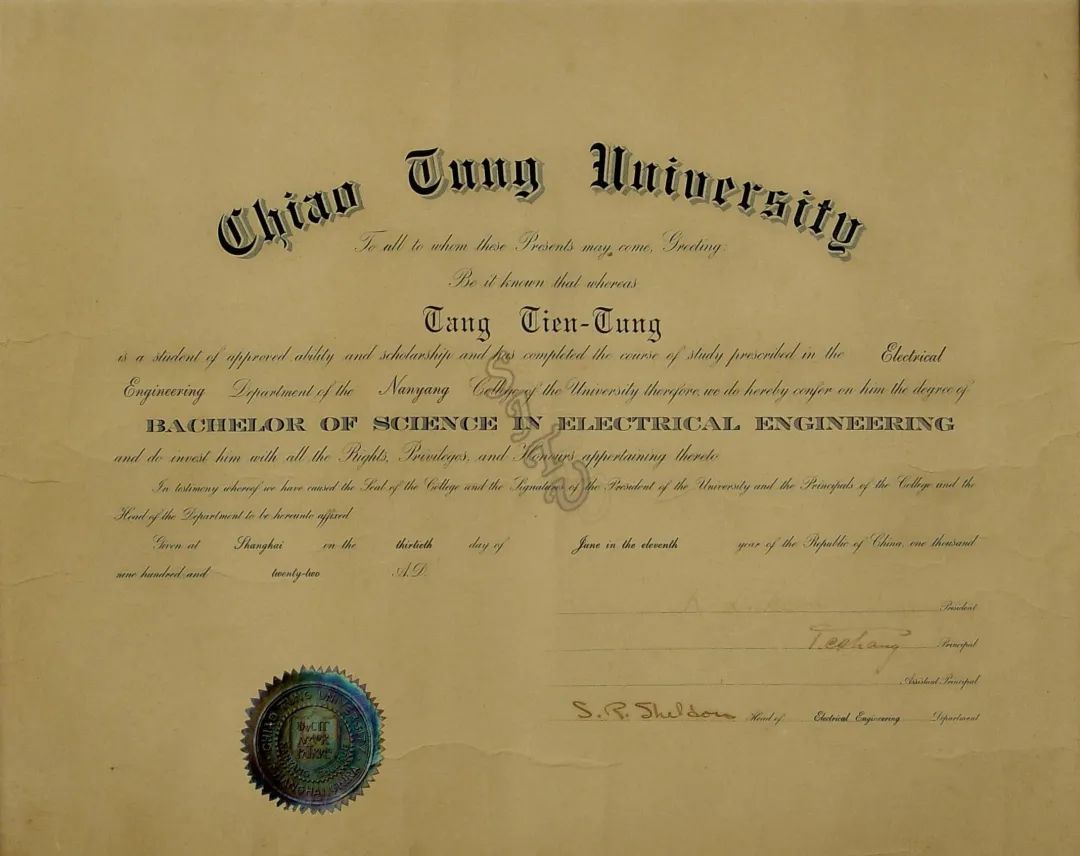 Chiao Tung University
To all to whom these Presents may come, Greeting:
Be it known that whereas
Tang Tien-Tung
is a student of approved ability and scholarship and has completed the course of study prescribed in the Electrical
Engineering Department of the Nanyang College of the University therefore, we do hereby confer on him the degree of
BACHELOR OF SCIENCE IN ELECTRICAL ENGINEERING
and do invest him with all the Rights, Privileges, and Honours appertaining thereto
In testimony whereof we have caused the Seal of the College and the Signatures of the President of the University and the Principals of the College and the
Head of the Department to be hereunto affixed
Given at Shanghai on the thirtieth day of June in the eleventh year of the Republic of China, one thousand
nine hundred and twenty-two A.D.
President
Principal
Assistant Principal
S. R. Sheldon Head of Electrical Engineering Department
CHIAO TUNG UNIVERSITY
SHANGHAI CHINA